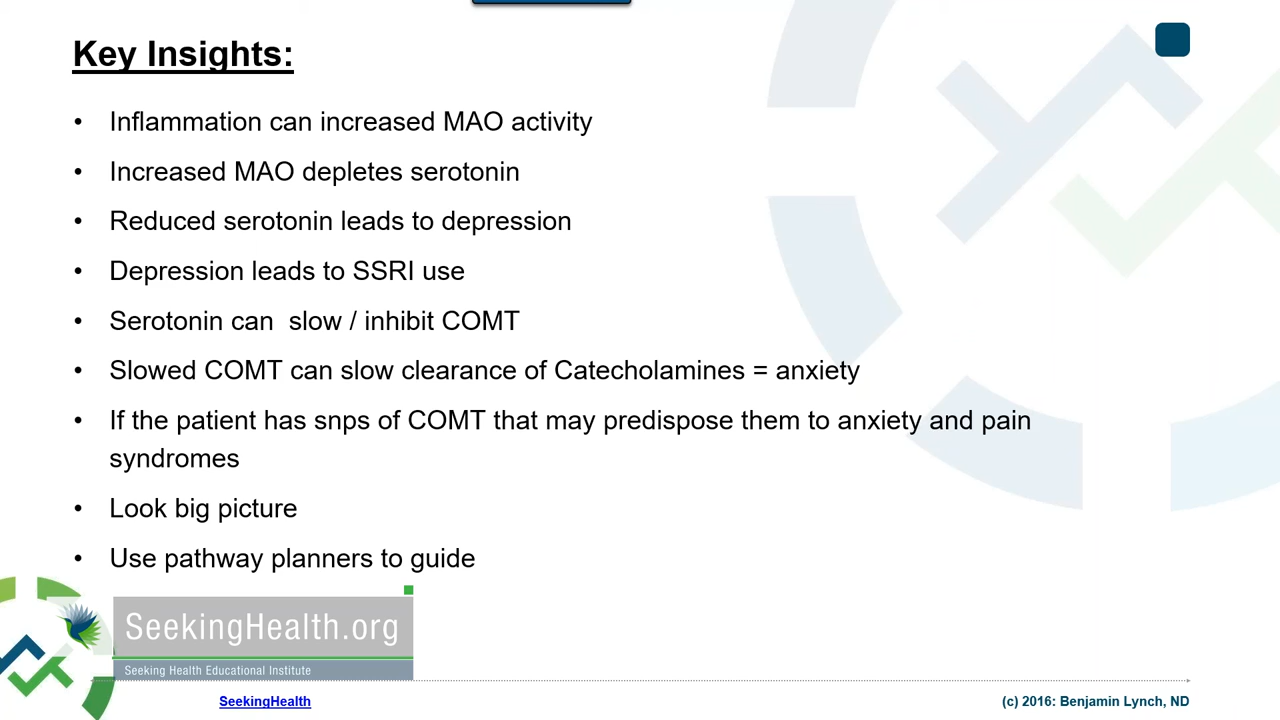 Key Insights:
• Inflammation can increased MAO activity
• Increased MAO depletes serotonin
• Reduced serotonin leads to depression
• Depression leads to SSRI use
• Serotonin can  slow / inhibit COMT
• Slowed COMT can slow clearance of Catecholamines = anxiety
• If the patient has snps of COMT that may predispose them to anxiety and pain
syndromes
• Look big picture
• Use pathway planners to guide
SeekingHealth.org
Seeking Health Educational Institute
SeekingHealth
(c) 2016: Benjamin Lynch, ND